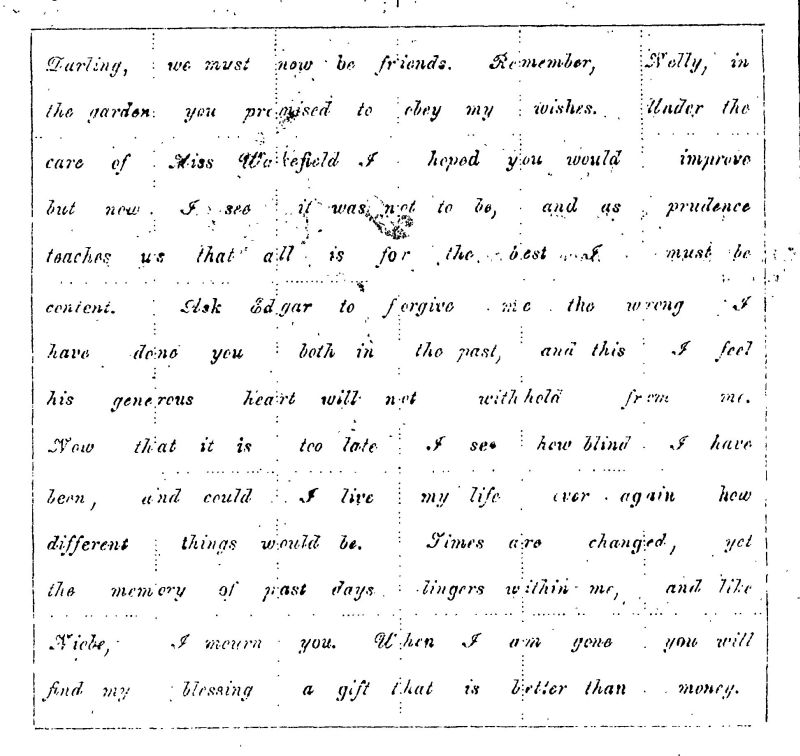 Darling, we must now be friends. Remember, Nelly, in
the garden you promised to obey my wishes. Under the
care of Miss Wakefield I hoped you would improve
but now I see it was not to be, and as prudence
teaches us that all is for the best I must be
content. Ask Edgar to forgive me the wrong I
have done you both in the past, and this I feel
his generous heart will not withhold from me.
Now that it is too late I see how blind I have
been, and could I live my life over again how
different things would be. Times are changed, yet
the memory of past days lingers within me, and like
Niobe, I mourn you. When I am gone you will
find my blessing a gift that is better than money.